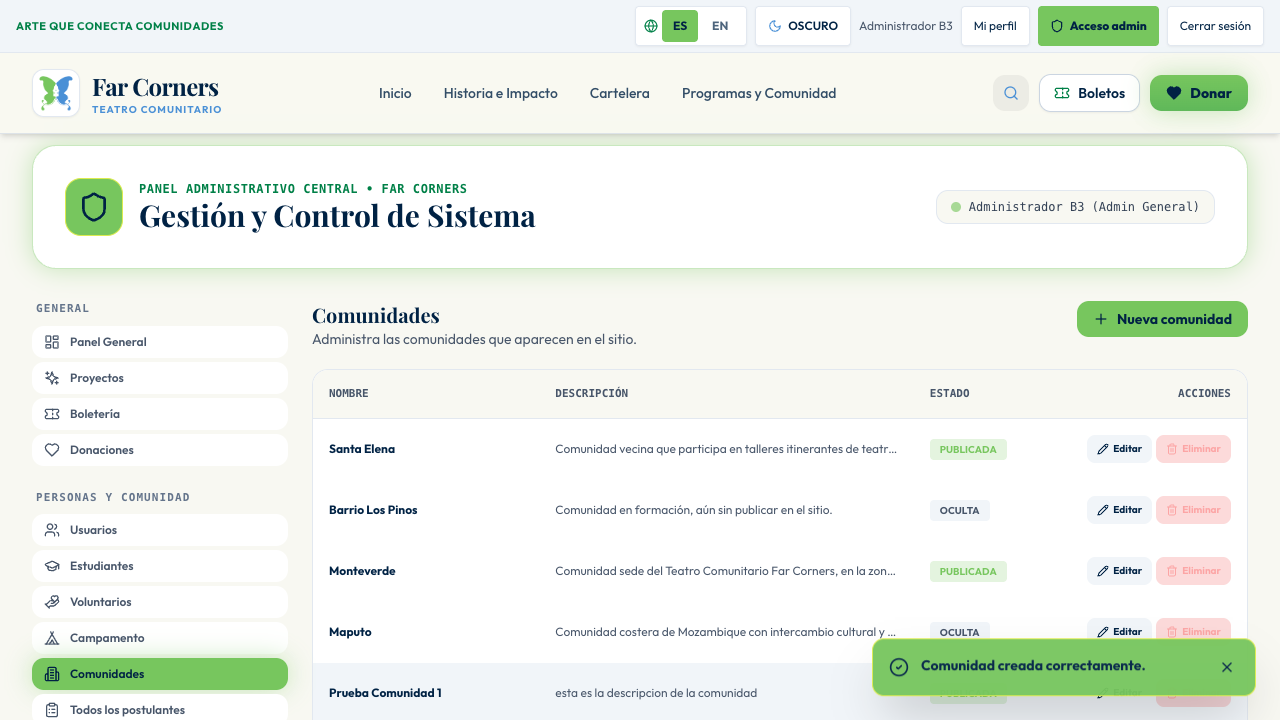 ARTE QUE CONECTA COMUNIDADES
ES
EN
OSCURO
Administrador B3
Mi perfil
Acceso admin
Cerrar sesión
Far Corners
TEATRO COMUNITARIO
Inicio
Historia e Impacto
Cartelera
Programas y Comunidad
Boletos
Donar
PANEL ADMINISTRATIVO CENTRAL • FAR CORNERS
Gestión y Control de Sistema
Administrador B3 (Admin General)
GENERAL
Panel General
Proyectos
Boletería
Donaciones
PERSONAS Y COMUNIDAD
Usuarios
Estudiantes
Voluntarios
Campamento
Comunidades
Todos los postulantes
Comunidades
Administra las comunidades que aparecen en el sitio.
Nueva comunidad
NOMBRE DESCRIPCIÓN ESTADO ACCIONES
Santa Elena Comunidad vecina que participa en talleres itinerantes de teatr... PUBLICADA Editar Eliminar
Barrio Los Pinos Comunidad en formación, aún sin publicar en el sitio. OCULTA Editar Eliminar
Monteverde Comunidad sede del Teatro Comunitario Far Corners, en la zon... PUBLICADA Editar Eliminar
Maputo Comunidad costera de Mozambique con intercambio cultural y ... OCULTA Editar Eliminar
Prueba Comunidad 1 esta es la descripcion de la comunidad
Comunidad creada correctamente.